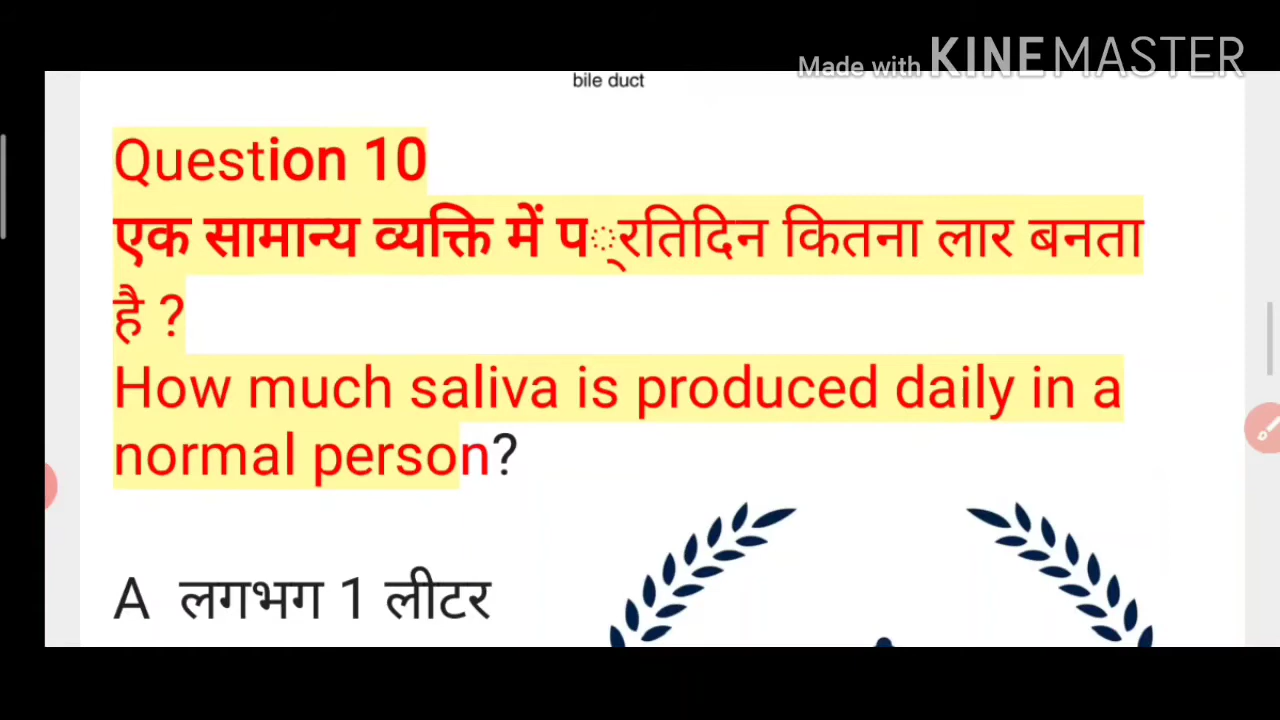 Made with KINEMASTER
bile duct
Question 10
एक सामान्य व्यक्ति में प्रतिदिन कितना लार बनता
है ?
How much saliva is produced daily in a
normal person?
A लगभग 1 लीटर